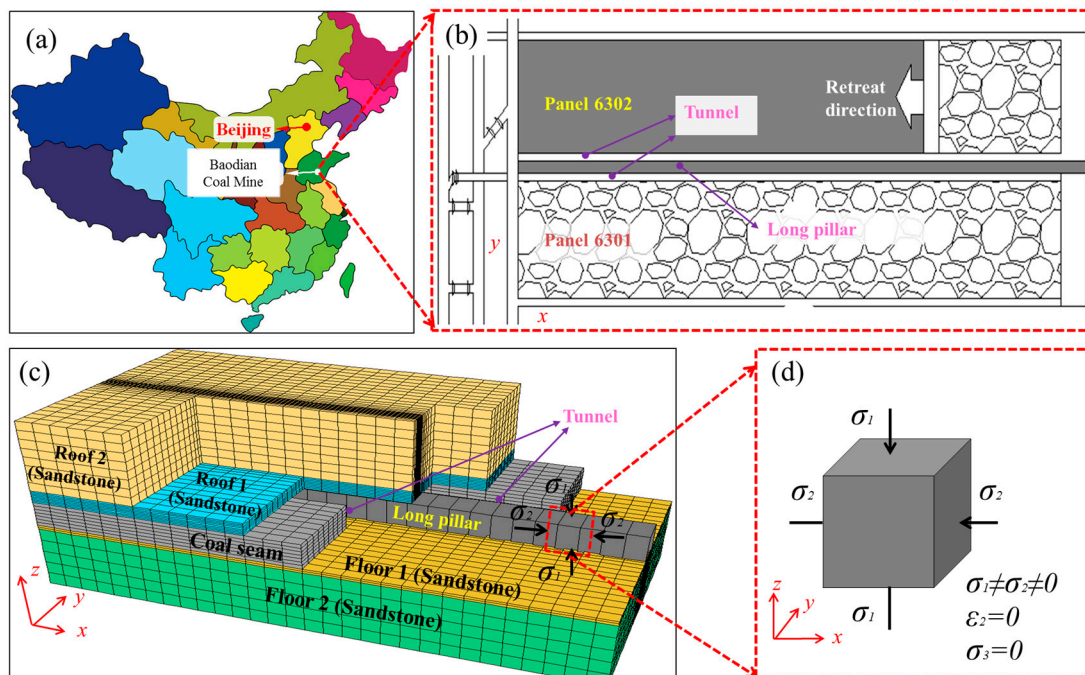 (a)
Beijing
Baodian
Coal Mine
(b)
Panel 6302
Tunnel
Retreat
direction
Long pillar
Panel 6301
y
x
(c)
Tunnel
Roof 2
(Sandstone)
Roof 1
(Sandstone)
Long pillar
Coal seam
Floor 1 (Sandstone)
Floor 2 (Sandstone)
σ1
σ2
σ2
σ1
z
y
x
(d)
σ1
σ2
σ2
σ1
σ1≠σ2≠0
ε2=0
σ3=0
z
y
x